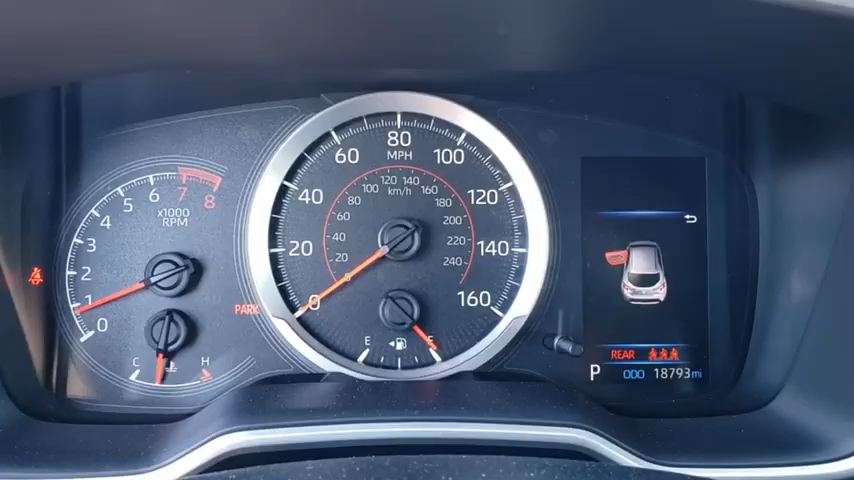 0 1 2 3 4 5 6 7 8
x1000
RPM
C H
PARK
0 20 40 60 80 100 120 140 160
MPH
20 40 60 80 100 120 140 160 180 200 220 240
km/h
E F
REAR
P ODO 18793 mi